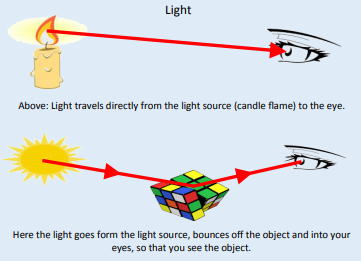 Light
Above: Light travels directly from the light source (candle flame) to the eye.
Here the light goes form the light source, bounces off the object and into your
eyes, so that you see the object.